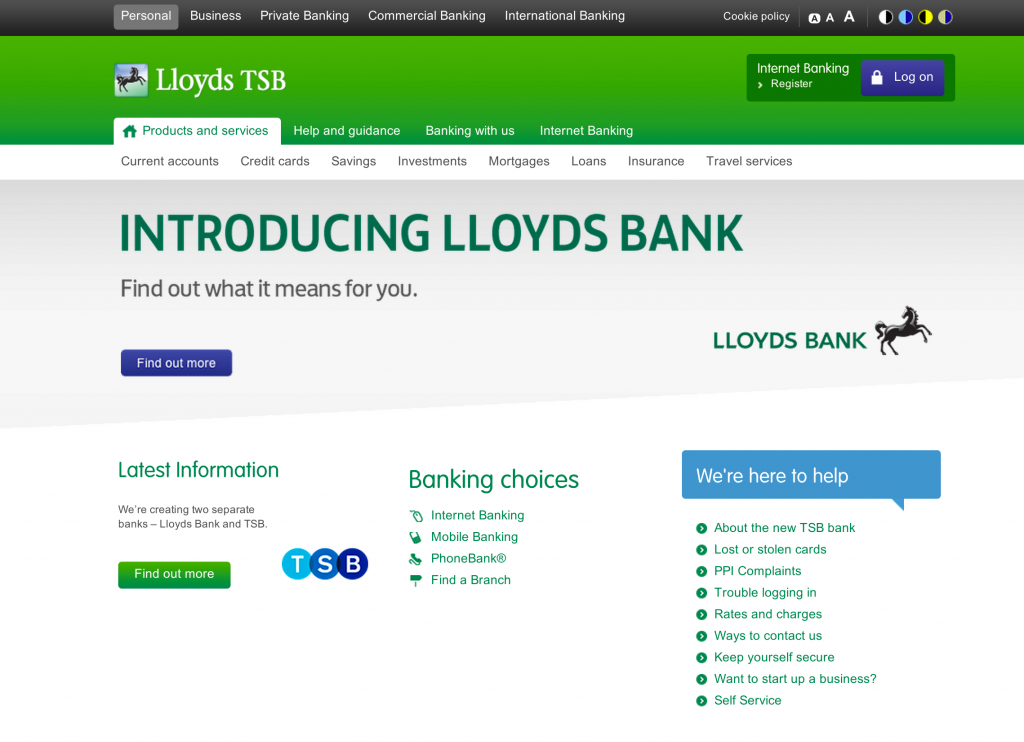 Personal Business Private Banking Commercial Banking International Banking Cookie policy A A A
Lloyds TSB
Internet Banking
Register
Log on
Products and services Help and guidance Banking with us Internet Banking
Current accounts Credit cards Savings Investments Mortgages Loans Insurance Travel services
INTRODUCING LLOYDS BANK
Find out what it means for you.
LLOYDS BANK
Find out more
Latest Information
We're creating two separate
banks – Lloyds Bank and TSB.
TSB
Find out more
Banking choices
Internet Banking
Mobile Banking
PhoneBank®
Find a Branch
We're here to help
About the new TSB bank
Lost or stolen cards
PPI Complaints
Trouble logging in
Rates and charges
Ways to contact us
Keep yourself secure
Want to start up a business?
Self Service